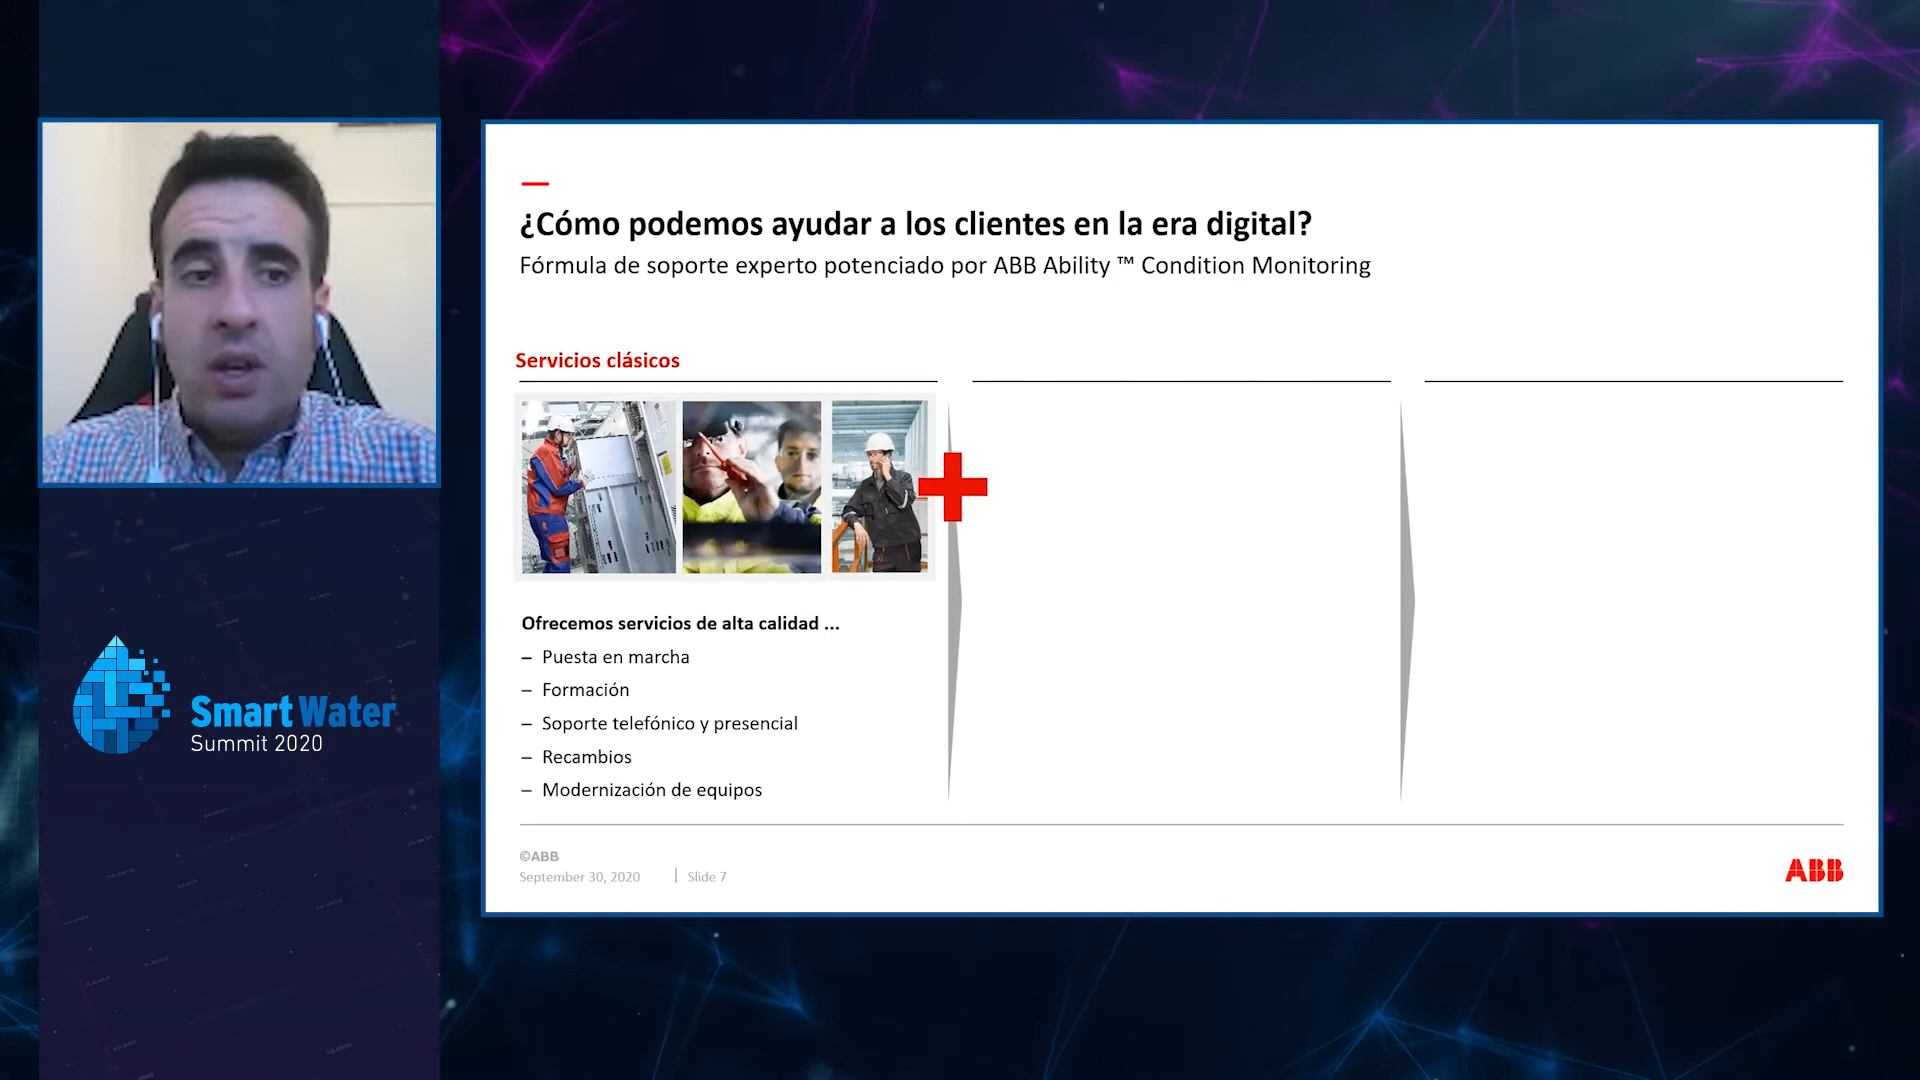 ¿Cómo podemos ayudar a los clientes en la era digital?
Fórmula de soporte experto potenciado por ABB Ability ™ Condition Monitoring
Servicios clásicos
Ofrecemos servicios de alta calidad ...
– Puesta en marcha
– Formación
– Soporte telefónico y presencial
– Recambios
– Modernización de equipos
©ABB
September 30, 2020 | Slide 7
ABB
Smart Water
Summit 2020